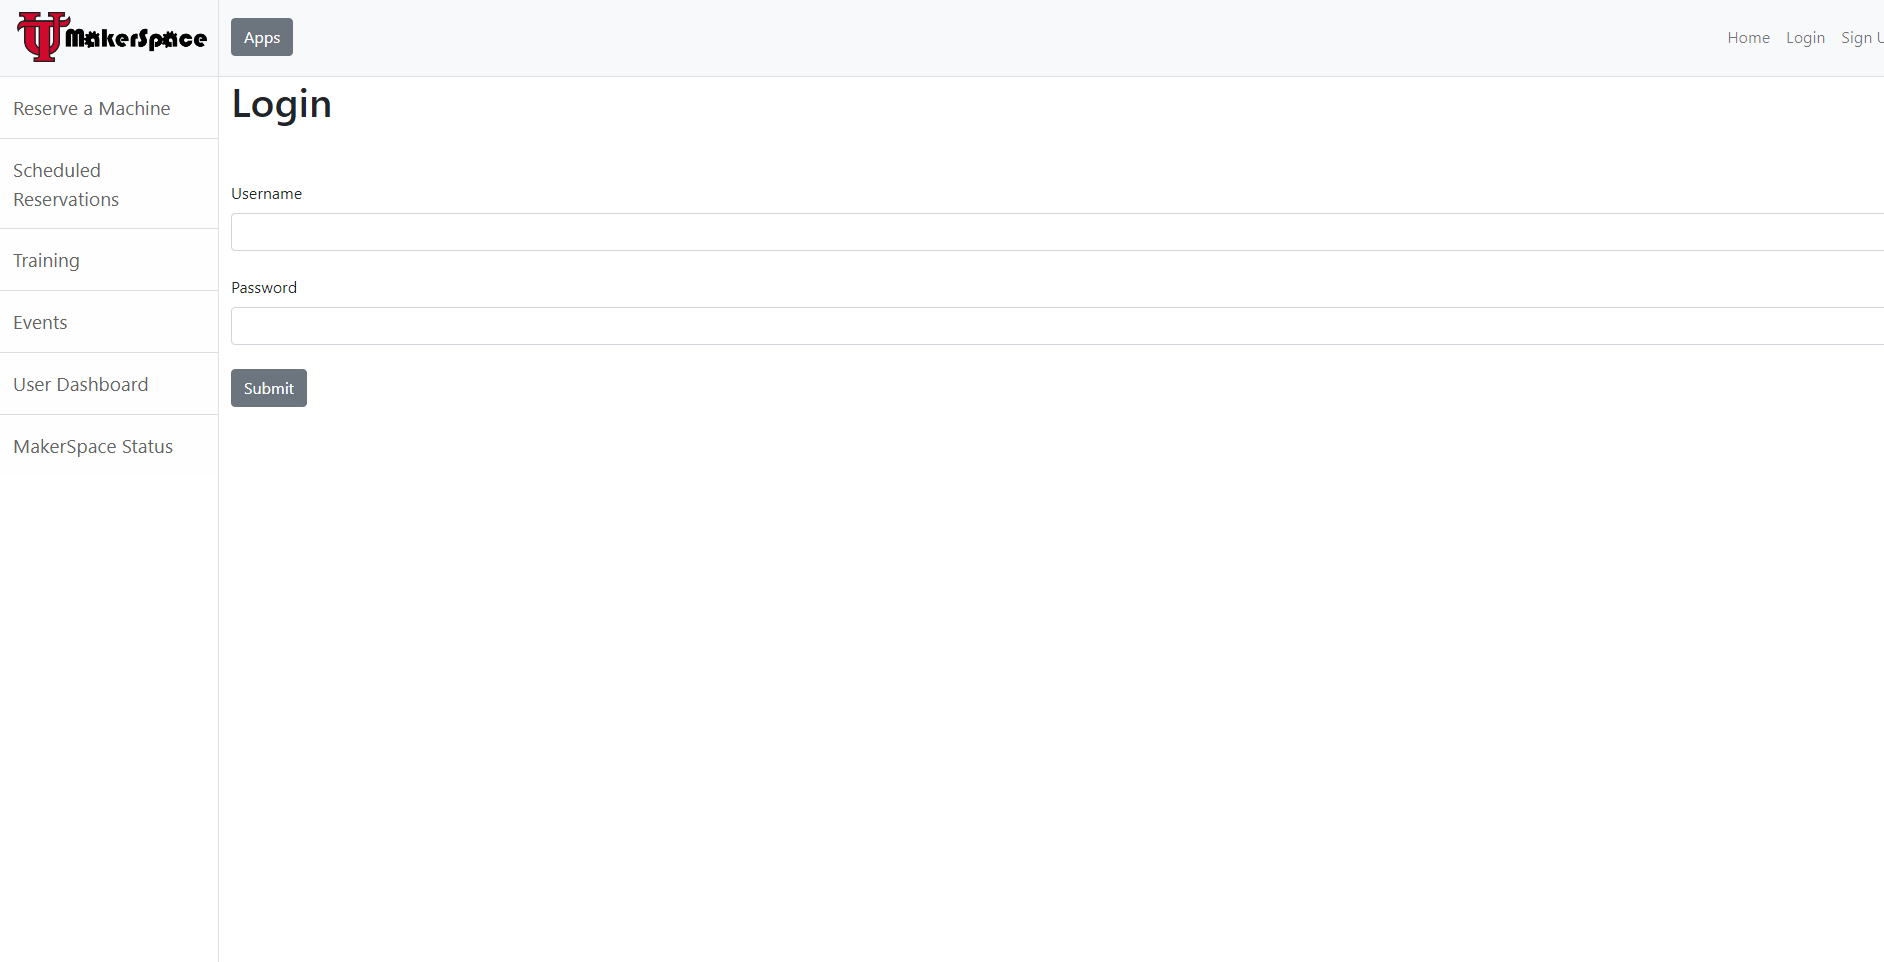 UT MakerSpace
Apps
Home
Login
Sign U
Reserve a Machine
Scheduled
Reservations
Training
Events
User Dashboard
MakerSpace Status
Login
Username
Password
Submit